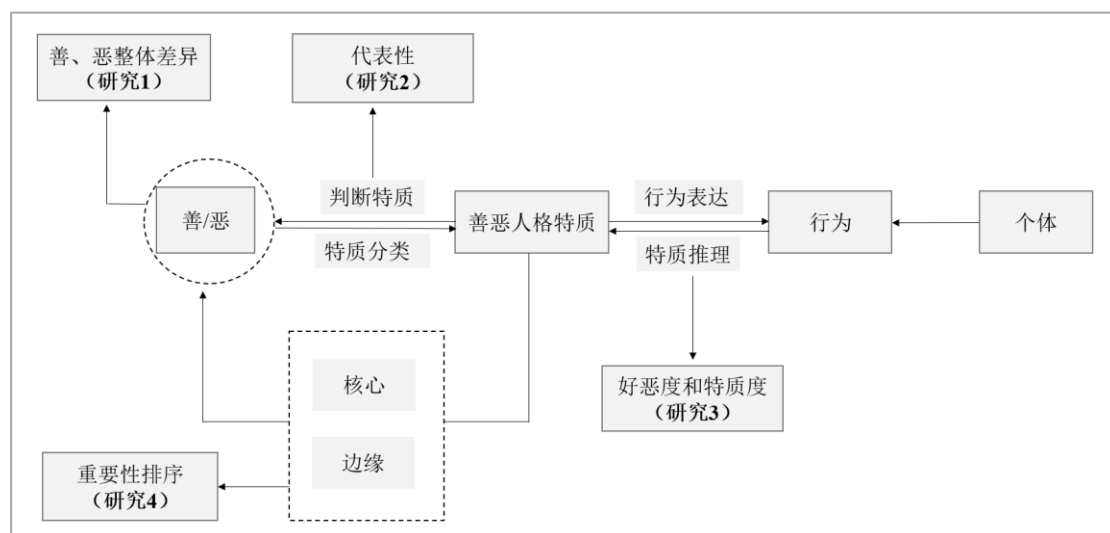 善、恶整体差异
（研究1）
代表性
（研究2）
判断特质
行为表达
善/恶
善恶人格特质
行为
个体
特质分类
特质推理
核心
好恶度和特质度
（研究3）
边缘
重要性排序
（研究4）